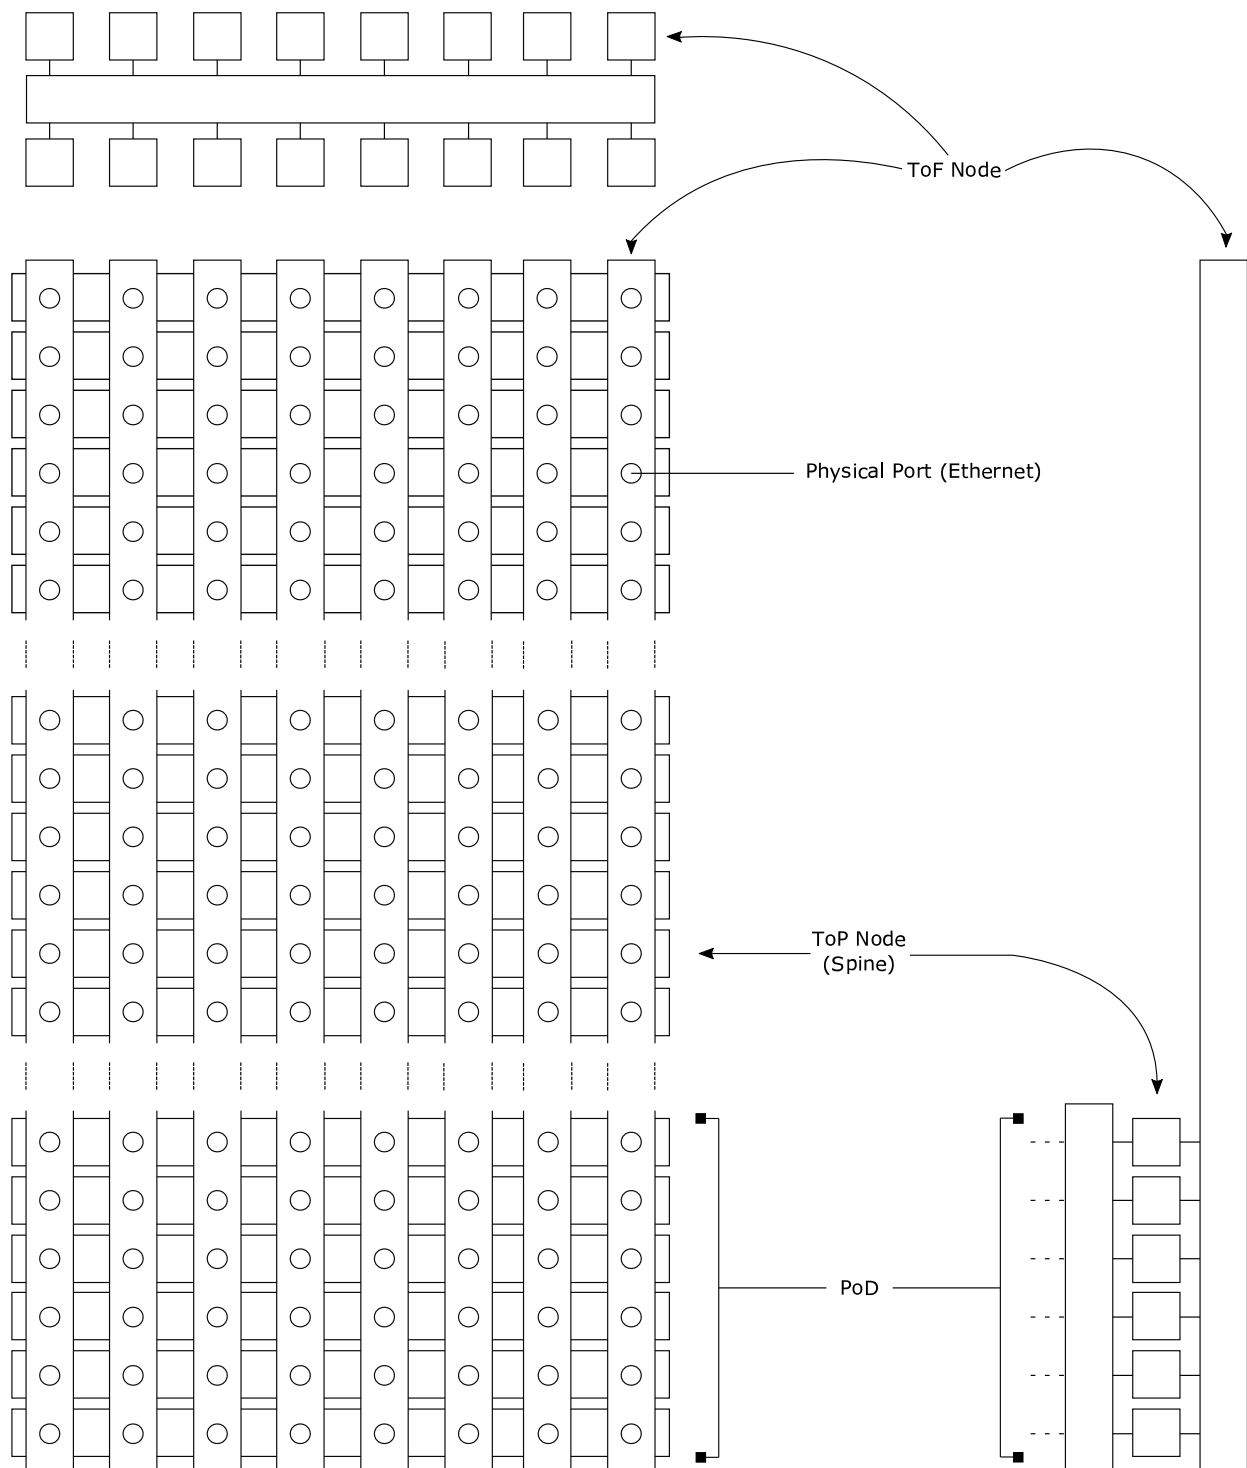 ToF Node
Physical Port (Ethernet)
ToP Node
(Spine)
PoD